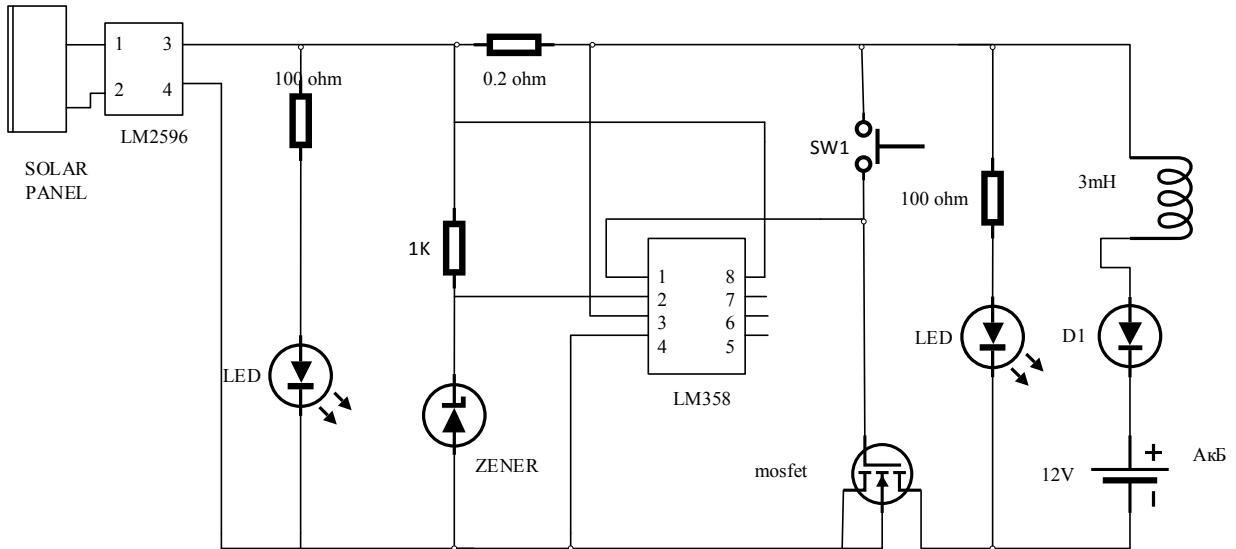 SOLAR
PANEL
1
2
3
4
LM2596
100 ohm
LED
1K
ZENER
0.2 ohm
1
2
3
4
8
7
6
5
LM358
SW1
mosfet
100 ohm
LED
3mH
D1
12V
АкБ